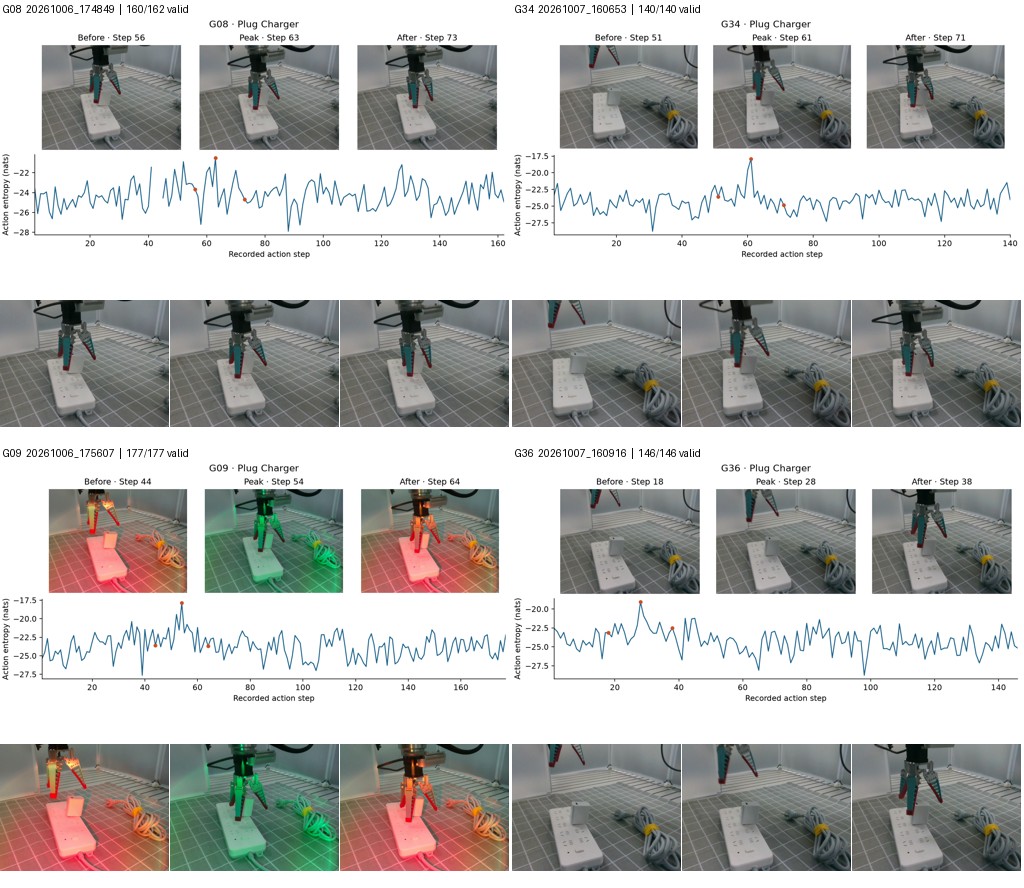 G08 20261006_174849 | 160/162 valid
G08 · Plug Charger
Before · Step 56
Peak · Step 63
After · Step 73
Action entropy (nats)
−22
−24
−26
−28
20
40
60
80
100
120
140
160
Recorded action step
G34 20261007_160653 | 140/140 valid
G34 · Plug Charger
Before · Step 51
Peak · Step 61
After · Step 71
Action entropy (nats)
−17.5
−20.0
−22.5
−25.0
−27.5
20
40
60
80
100
120
140
Recorded action step
G09 20261006_175607 | 177/177 valid
G09 · Plug Charger
Before · Step 44
Peak · Step 54
After · Step 64
Action entropy (nats)
−17.5
−20.0
−22.5
−25.0
−27.5
20
40
60
80
100
120
140
160
Recorded action step
G36 20261007_160916 | 146/146 valid
G36 · Plug Charger
Before · Step 18
Peak · Step 28
After · Step 38
Action entropy (nats)
−20.0
−22.5
−25.0
−27.5
20
40
60
80
100
120
140
Recorded action step